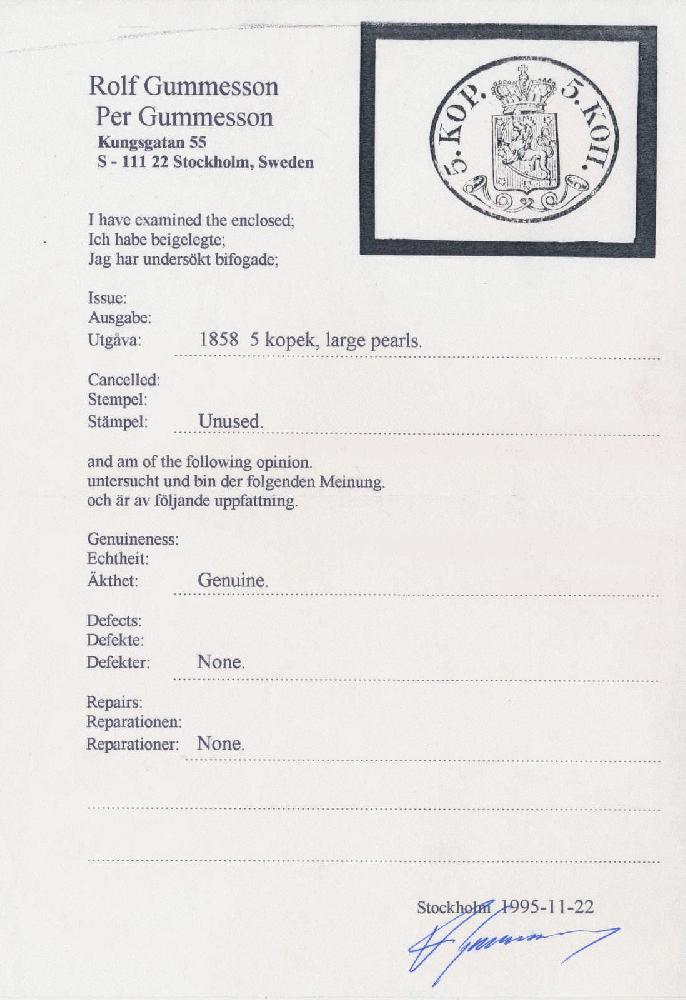 Rolf Gummesson
Per Gummesson
Kungsgatan 55
S - 111 22 Stockholm, Sweden
5. KOP. 5. КОП.
I have examined the enclosed;
Ich habe beigelegte;
Jag har undersökt bifogade;
Issue:
Ausgabe:
Utgåva: 1858 5 kopek, large pearls.
Cancelled:
Stempel:
Stämpel: Unused.
and am of the following opinion.
untersucht und bin der folgenden Meinung.
och är av följande uppfattning.
Genuineness:
Echtheit:
Äkthet: Genuine.
Defects:
Defekte:
Defekter: None.
Repairs:
Reparationen:
Reparationer: None.
Stockholm 1995-11-22